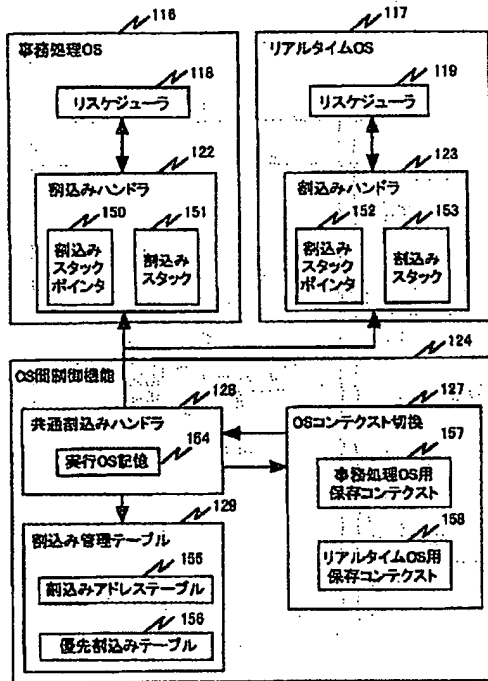 116
事務処理OS
118
リスケジューラ
122
割込みハンドラ
150
151
割込み
スタック
ポインタ
割込み
スタック
117
リアルタイムOS
119
リスケジューラ
123
割込みハンドラ
152
153
割込み
スタック
ポインタ
割込み
スタック
124
OS間制御機能
128
共通割込みハンドラ
154
実行OS記憶
129
割込み管理テーブル
155
割込みアドレステーブル
156
優先割込みテーブル
127
OSコンテクスト切換
157
事務処理OS用
保存コンテクスト
158
リアルタイムOS用
保存コンテクスト